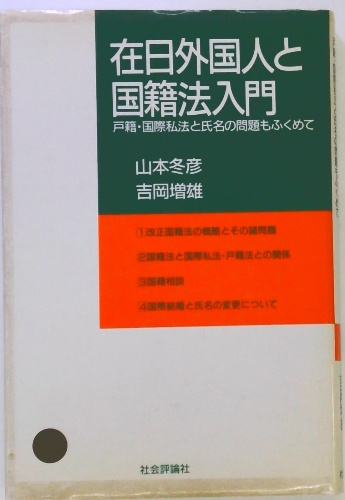 在日外国人と
国籍法入門
戸籍・国際私法と氏名の問題もふくめて
山本冬彦
吉岡増雄
1改正国籍法の概略とその諸問題
2国籍法と国際私法・戸籍法との関係
3国籍相談
4国際結婚と氏名の変更について
社会評論社